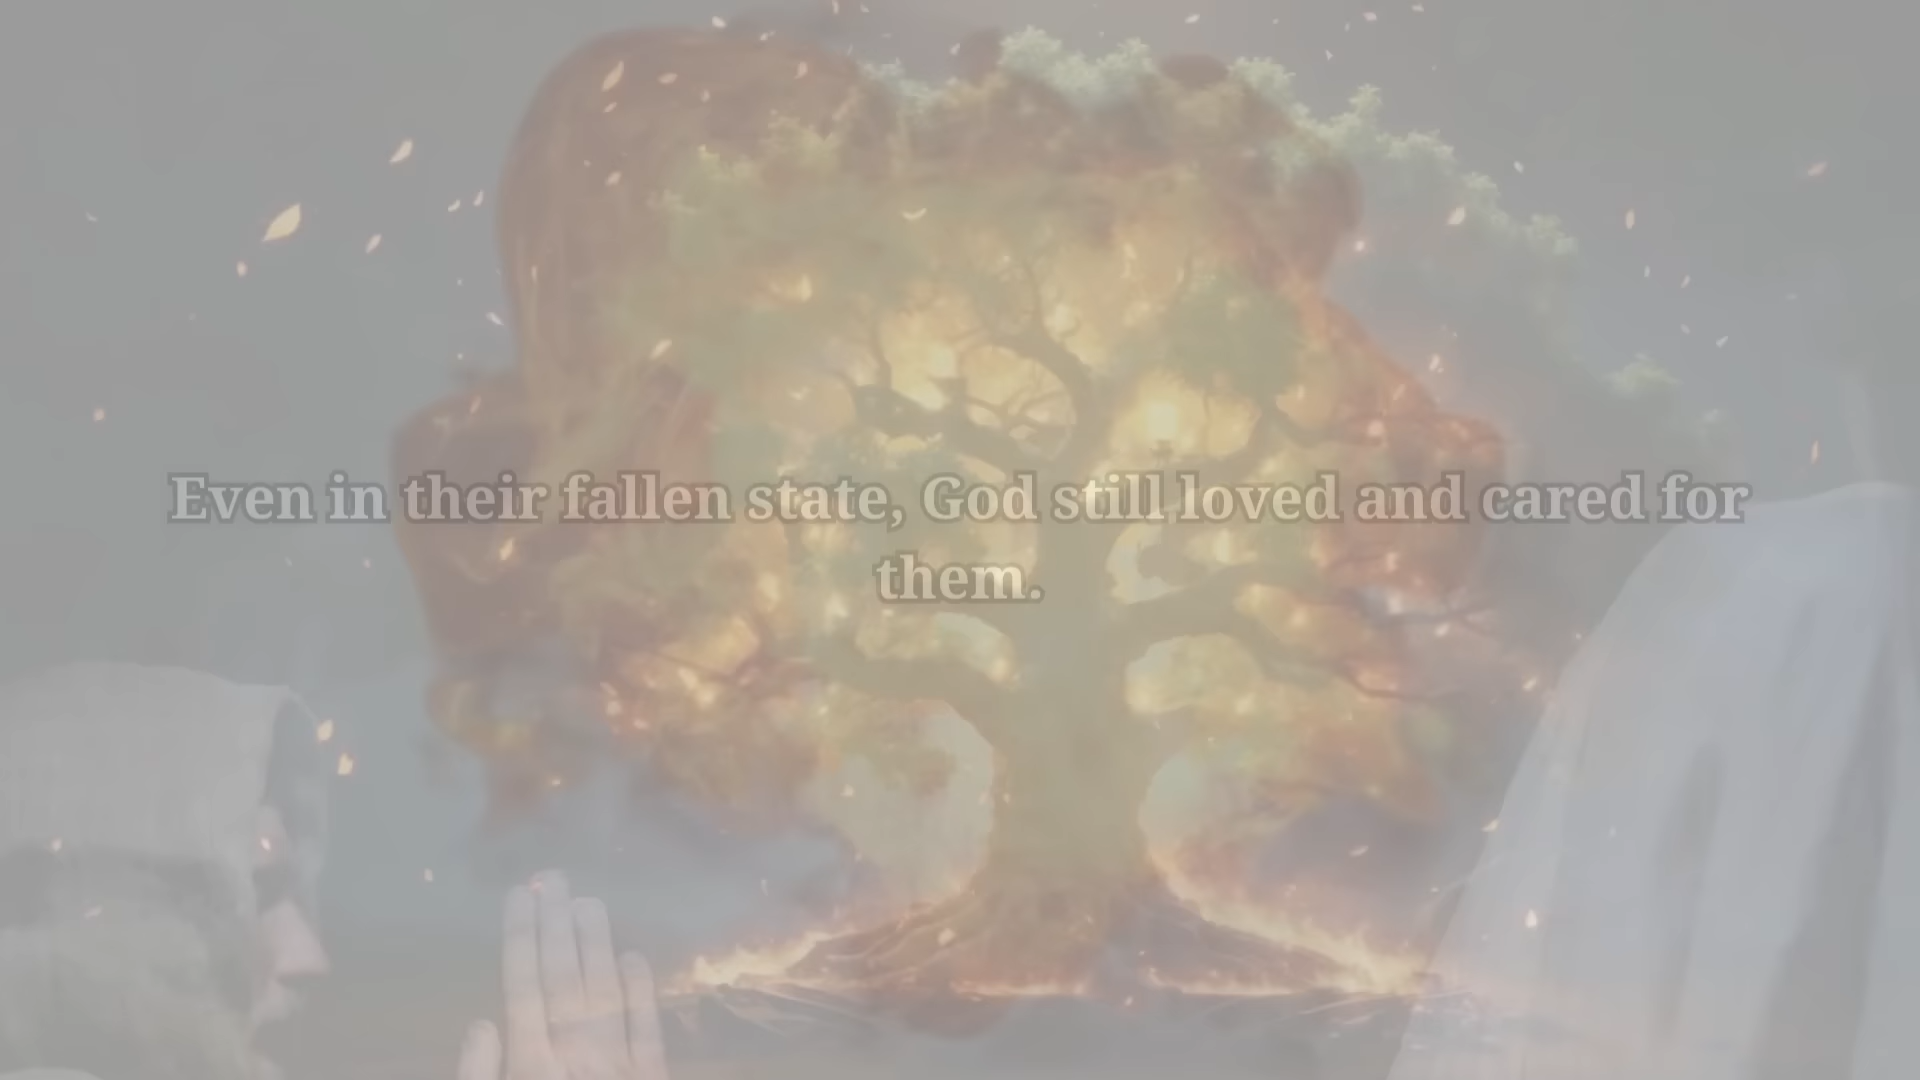 Even in their fallen state, God still loved and cared for
them.